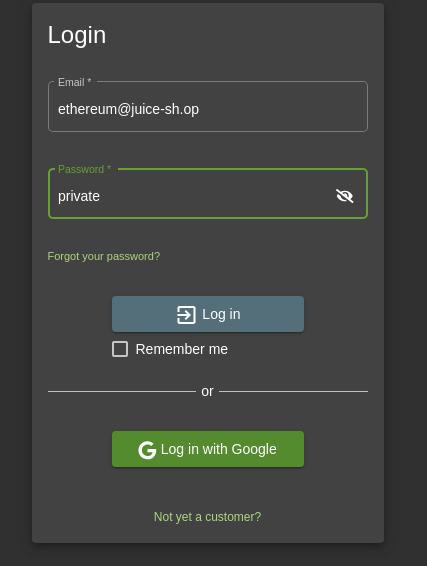 Login
Email *
ethereum@juice-sh.op
Password *
private
Forgot your password?
Log in
Remember me
or
Log in with Google
Not yet a customer?